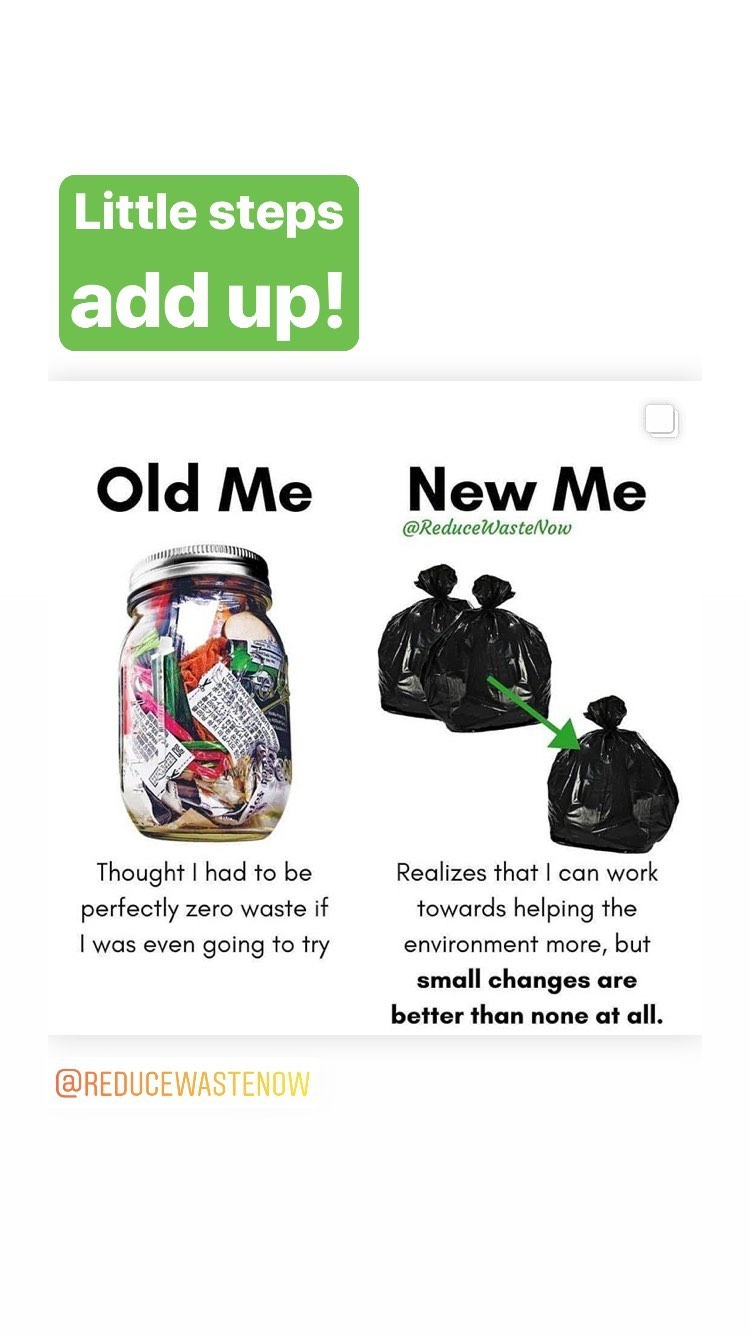 Little steps
add up!
Old Me
New Me
@ReduceWasteNow
Thought I had to be
perfectly zero waste if
I was even going to try
Realizes that I can work
towards helping the
environment more, but
small changes are
better than none at all.
@REDUCEWASTENOW